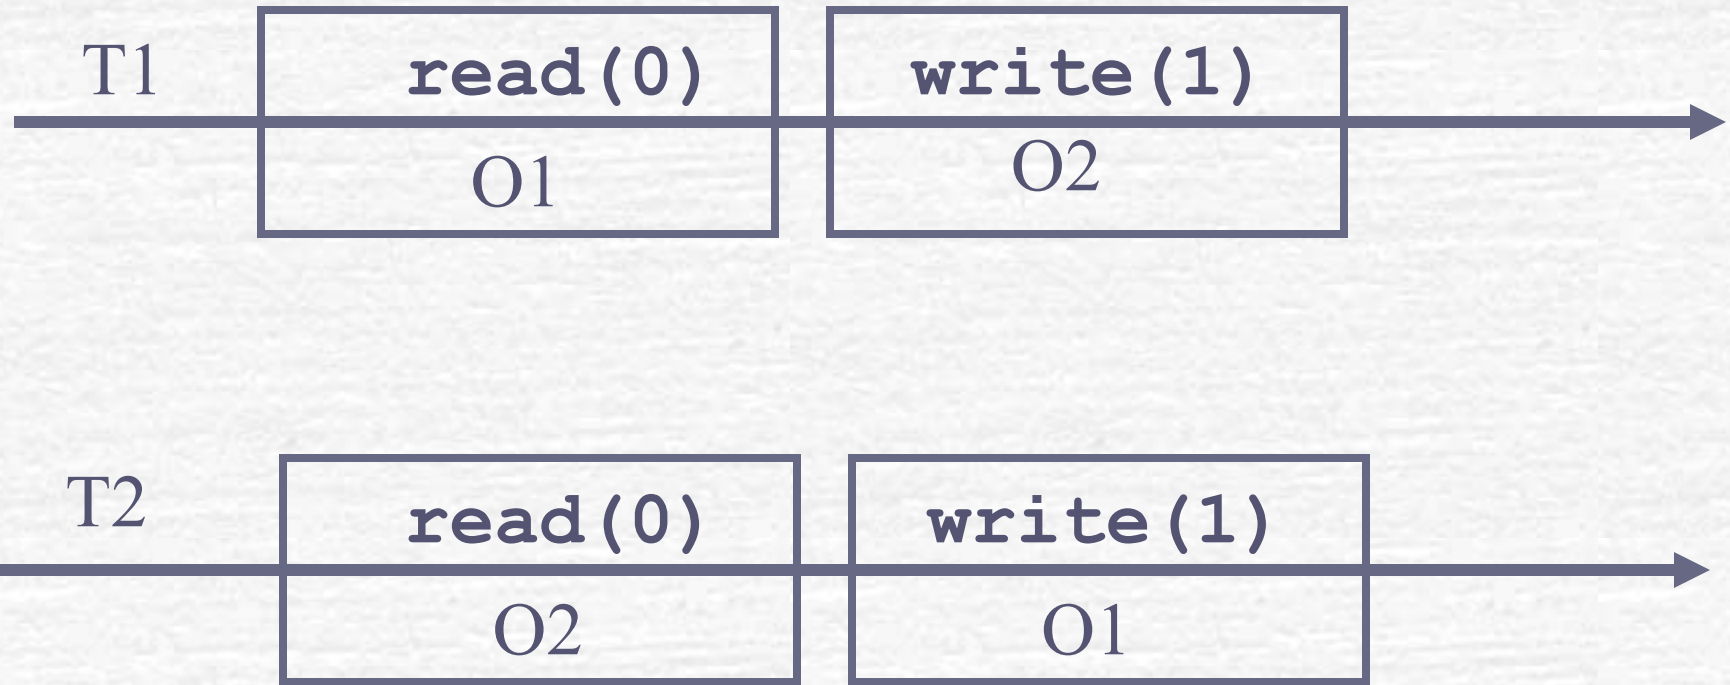 T1
read(0)
write(1)
O1
O2
T2
read(0)
write(1)
O2
O1